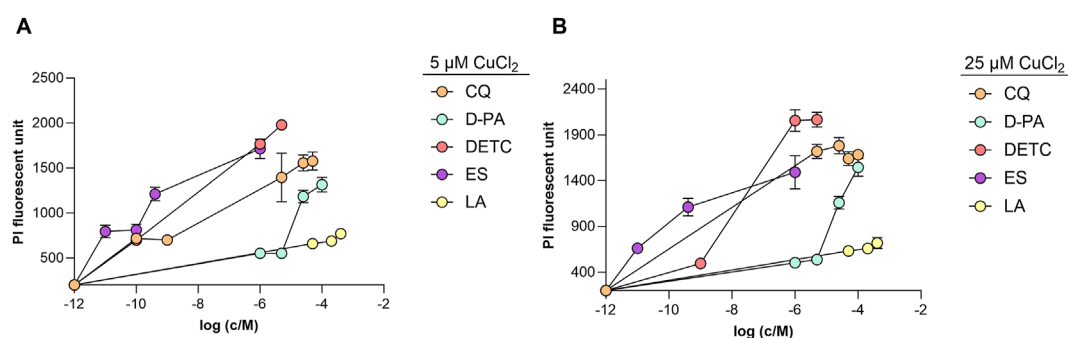 A
5 µM CuCl₂
CQ
D-PA
DETC
ES
LA
PI fluorescent unit
2500
2000
1500
1000
500
-12
-10
-8
-6
-4
-2
log (c/M)
B
25 µM CuCl₂
CQ
D-PA
DETC
ES
LA
PI fluorescent unit
2400
1900
1400
900
400
-12
-10
-8
-6
-4
-2
log (c/M)